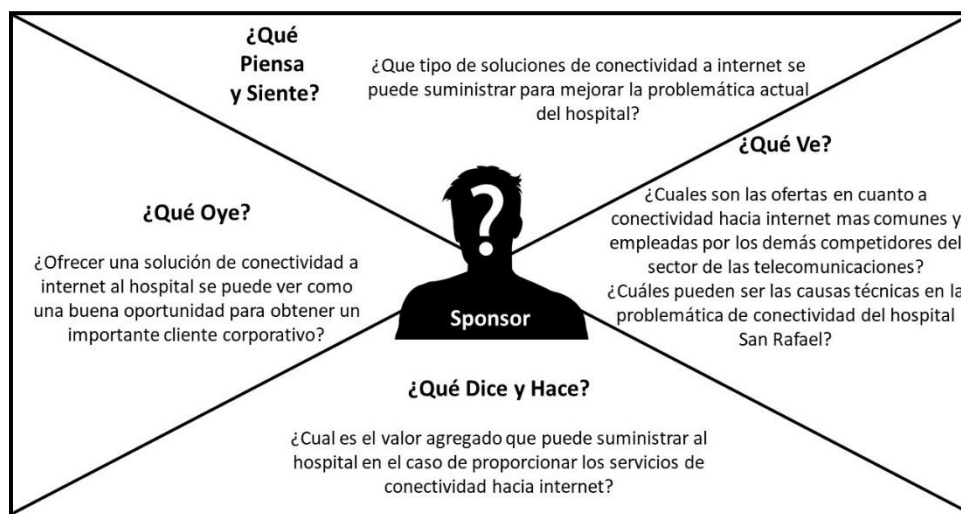 ¿Qué
Piensa
y Siente?
¿Que tipo de soluciones de conectividad a internet se
puede suministrar para mejorar la problemática actual
del hospital?
¿Qué Ve?
¿Cuales son las ofertas en cuanto a
conectividad hacia internet mas comunes y
empleadas por los demás competidores del
sector de las telecomunicaciones?
¿Cuáles pueden ser las causas técnicas en la
problemática de conectividad del hospital
San Rafael?
¿Qué Oye?
¿Ofrecer una solución de conectividad a
internet al hospital se puede ver como
una buena oportunidad para obtener un
importante cliente corporativo?
?
Sponsor
¿Qué Dice y Hace?
¿Cual es el valor agregado que puede suministrar al
hospital en el caso de proporcionar los servicios de
conectividad hacia internet?